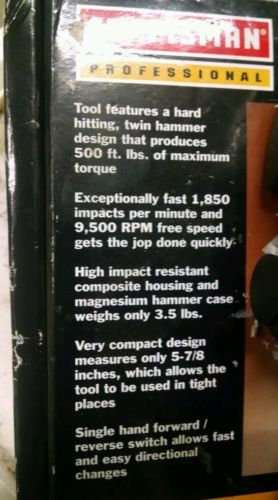 CRAFTSMAN®
PROFESSIONAL
Tool features a hard
hitting, twin hammer
design that produces
500 ft. lbs. of maximum
torque
Exceptionally fast 1,850
impacts per minute and
9,500 RPM free speed
gets the jop done quickly
High impact resistant
composite housing and
magnesium hammer case
weighs only 3.5 lbs.
Very compact design
measures only 5-7/8
inches, which allows the
tool to be used in tight
places
Single hand forward /
reverse switch allows fast
and easy directional
changes